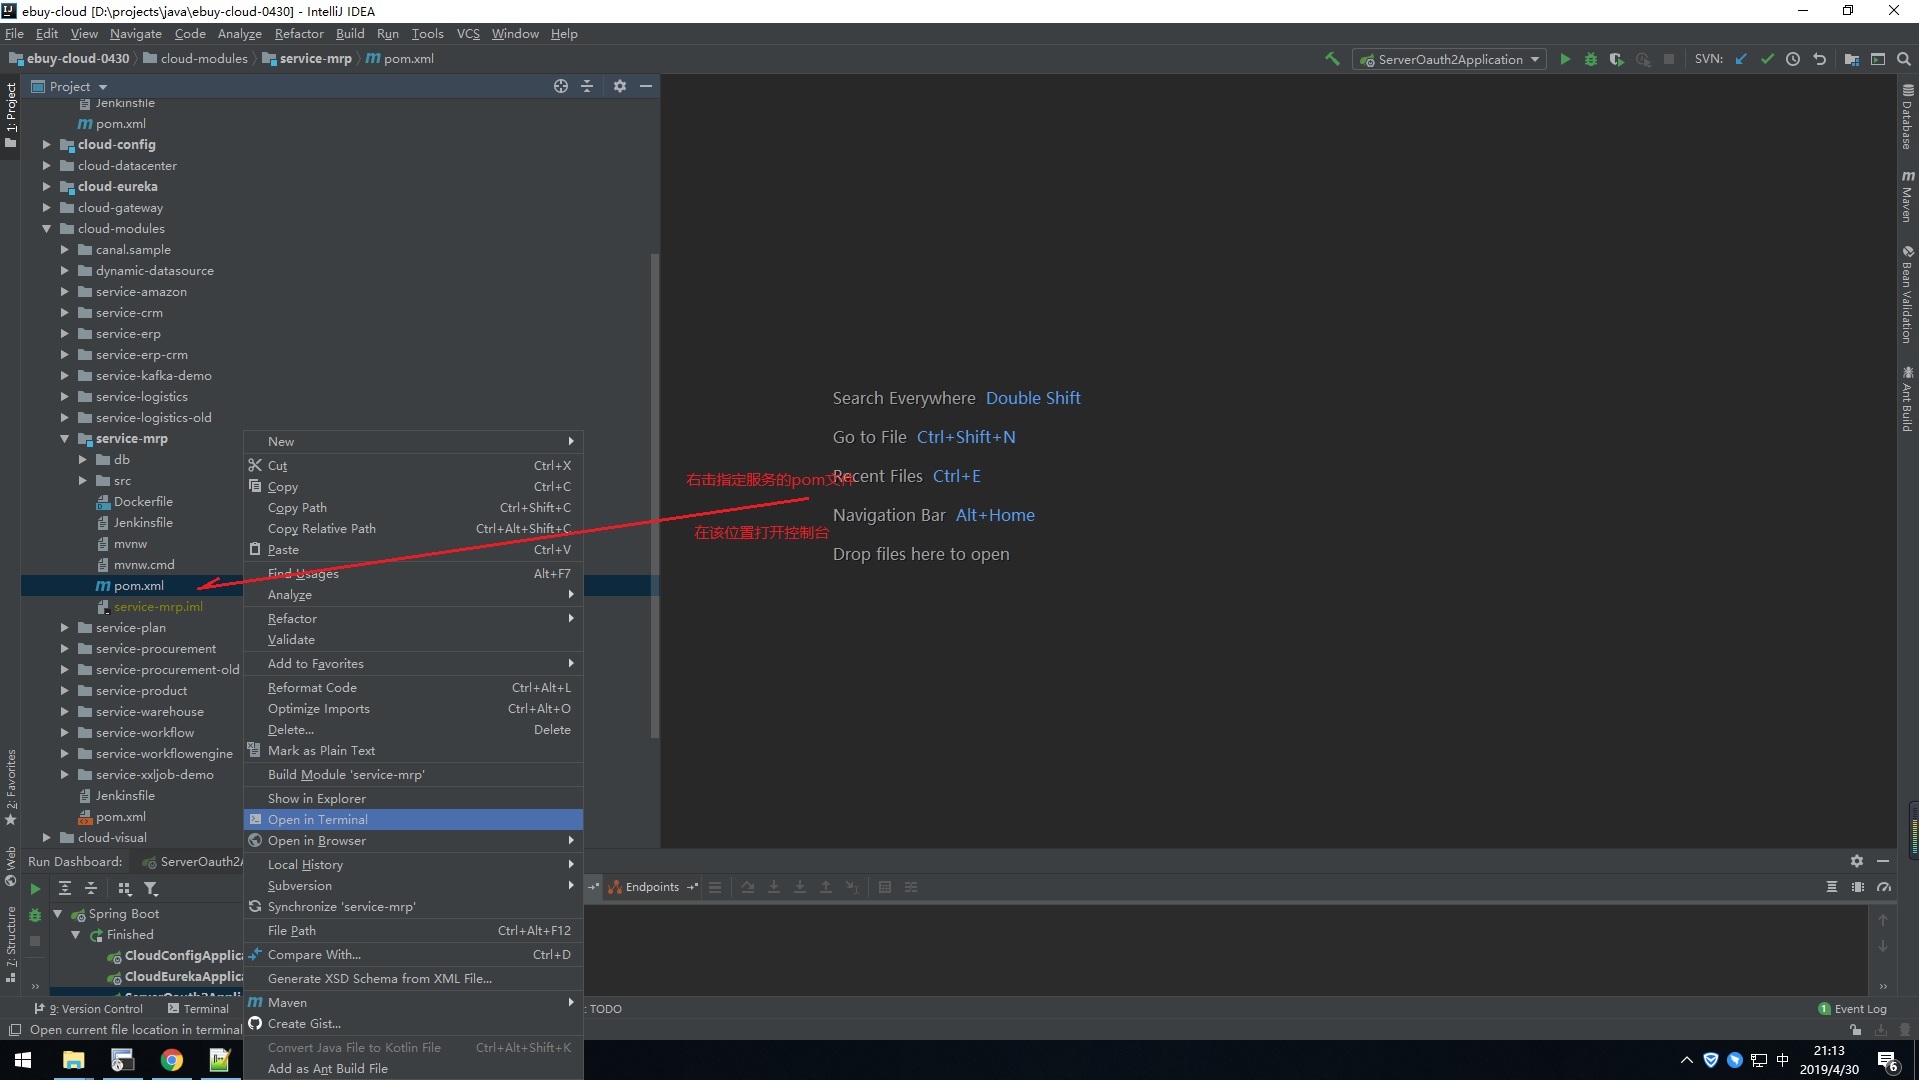 ebuy-cloud [D:\projects\java\ebuy-cloud-0430] - IntelliJ IDEA
File Edit View Navigate Code Analyze Refactor Build Run Tools VCS Window Help
ebuy-cloud-0430 cloud-modules service-mrp pom.xml
ServerOauth2Application SVN:
1: Project
Project
Jenkinsfile
pom.xml
cloud-config
cloud-datacenter
cloud-eureka
cloud-gateway
cloud-modules
canal.sample
dynamic-datasource
service-amazon
service-crm
service-erp
service-erp-crm
service-kafka-demo
service-logistics
service-logistics-old
service-mrp
db
src
Dockerfile
Jenkinsfile
mvnw
mvnw.cmd
pom.xml
service-mrp.iml
service-plan
service-procurement
service-procurement-old
service-product
service-warehouse
service-workflow
service-workflowengine
service-xxljob-demo
Jenkinsfile
pom.xml
cloud-visual
New
Cut Ctrl+X
Copy Ctrl+C
Copy Path Ctrl+Shift+C
Copy Relative Path Ctrl+Alt+Shift+C
Paste Ctrl+V
Find Usages Alt+F7
Analyze
Refactor
Validate
Add to Favorites
Reformat Code Ctrl+Alt+L
Optimize Imports Ctrl+Alt+O
Delete... Delete
Mark as Plain Text
Build Module 'service-mrp'
Show in Explorer
Open in Terminal
Open in Browser
Local History
Subversion
Synchronize 'service-mrp'
File Path Ctrl+Alt+F12
Compare With... Ctrl+D
Generate XSD Schema from XML File...
Maven
Create Gist...
Convert Java File to Kotlin File Ctrl+Alt+Shift+K
Add as Ant Build File
Search Everywhere Double Shift
Go to File Ctrl+Shift+N
Recent Files Ctrl+E
Navigation Bar Alt+Home
Drop files here to open
右击指定服务的pom文件
在该位置打开控制台
Database
Maven
Bean Validation
Ant Build
2: Favorites
Web
7: Structure
Run Dashboard: ServerOauth2A
Endpoints
Spring Boot
Finished
CloudConfigApplica
CloudEurekaApplica
ServerOauth2Appli
9: Version Control Terminal : TODO
1 Event Log
Open current file location in terminal
中
21:13
2019/4/30
6